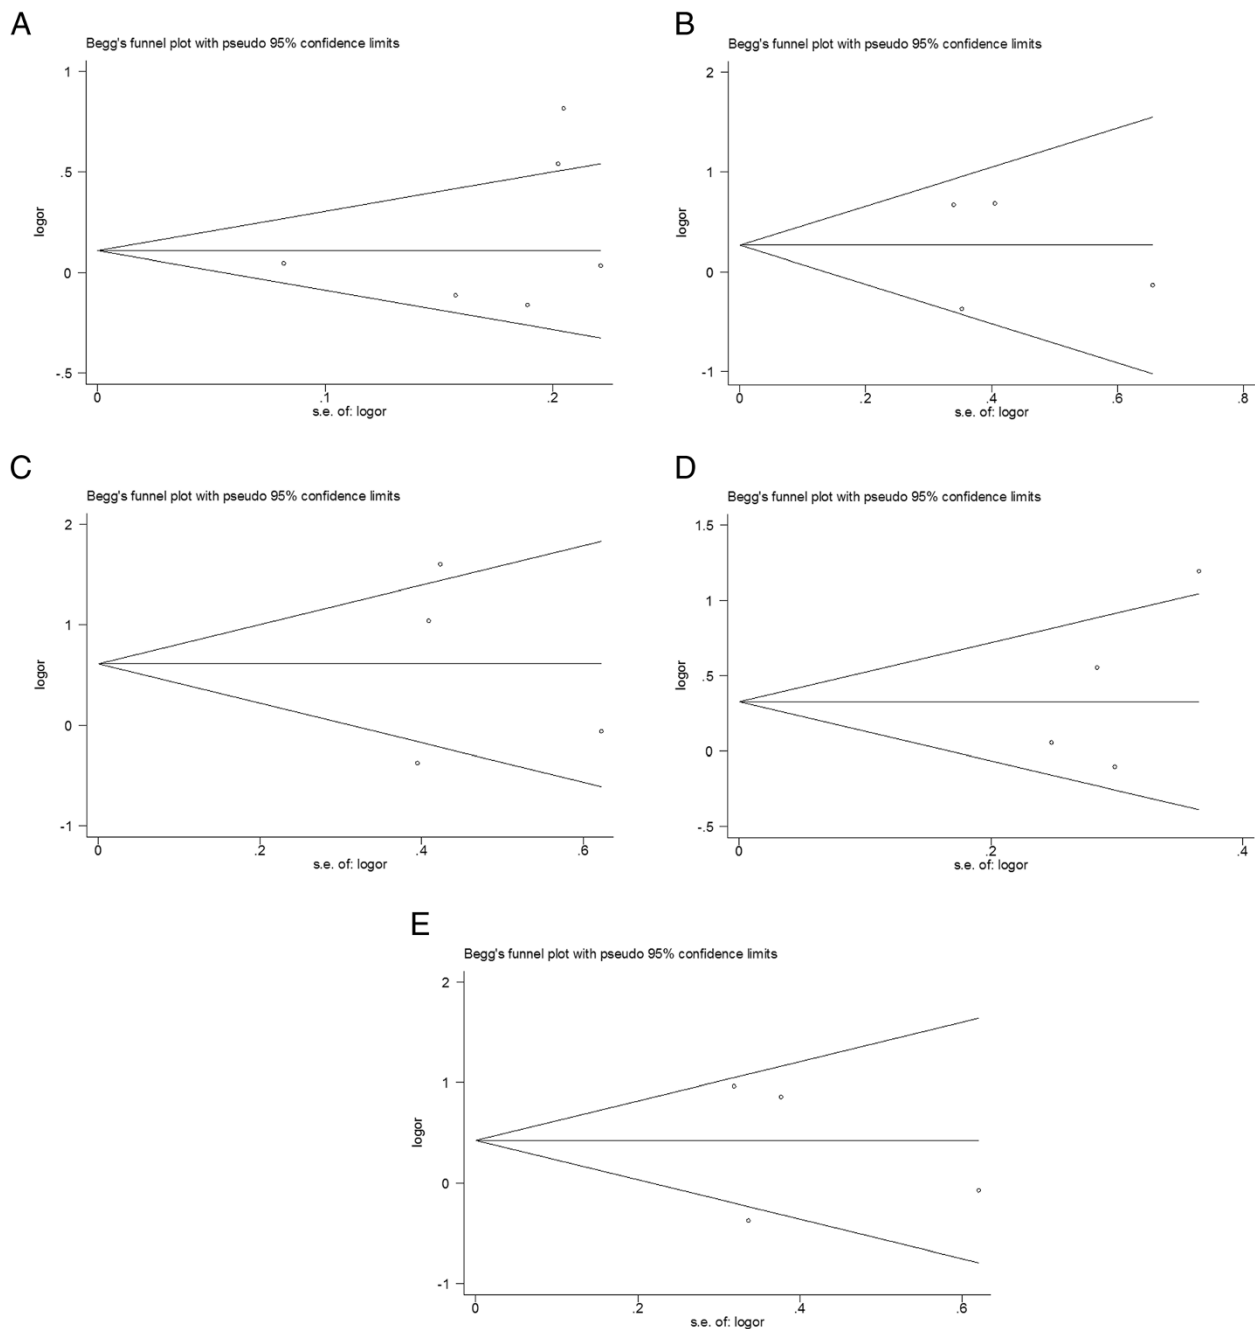 A
Begg's funnel plot with pseudo 95% confidence limits
1
.5
0
-.5
logor
0
.1
.2
s.e. of: logor
B
Begg's funnel plot with pseudo 95% confidence limits
2
1
0
-1
0
.2
.4
.6
.8
s.e. of: logor
C
Begg's funnel plot with pseudo 95% confidence limits
2
1
0
-1
logor
0
.2
.4
.6
s.e. of: logor
D
Begg's funnel plot with pseudo 95% confidence limits
1.5
1
.5
0
-.5
logor
0
.2
.4
s.e. of: logor
E
Begg's funnel plot with pseudo 95% confidence limits
2
1
0
-1
logor
0
.2
.4
.6
s.e. of: logor